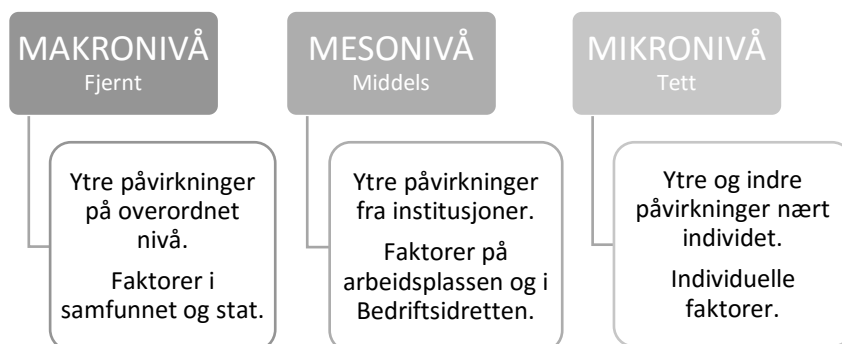 MAKRONIVÅ
Fjernt
Ytre påvirkninger
på overordnet
nivå.
Faktorer i
samfunnet og stat.
MESONIVÅ
Middels
Ytre påvirkninger
fra institusjoner.
Faktorer på
arbeidsplassen og i
Bedriftsidretten.
MIKRONIVÅ
Tett
Ytre og indre
påvirkninger nært
individet.
Individuelle
faktorer.